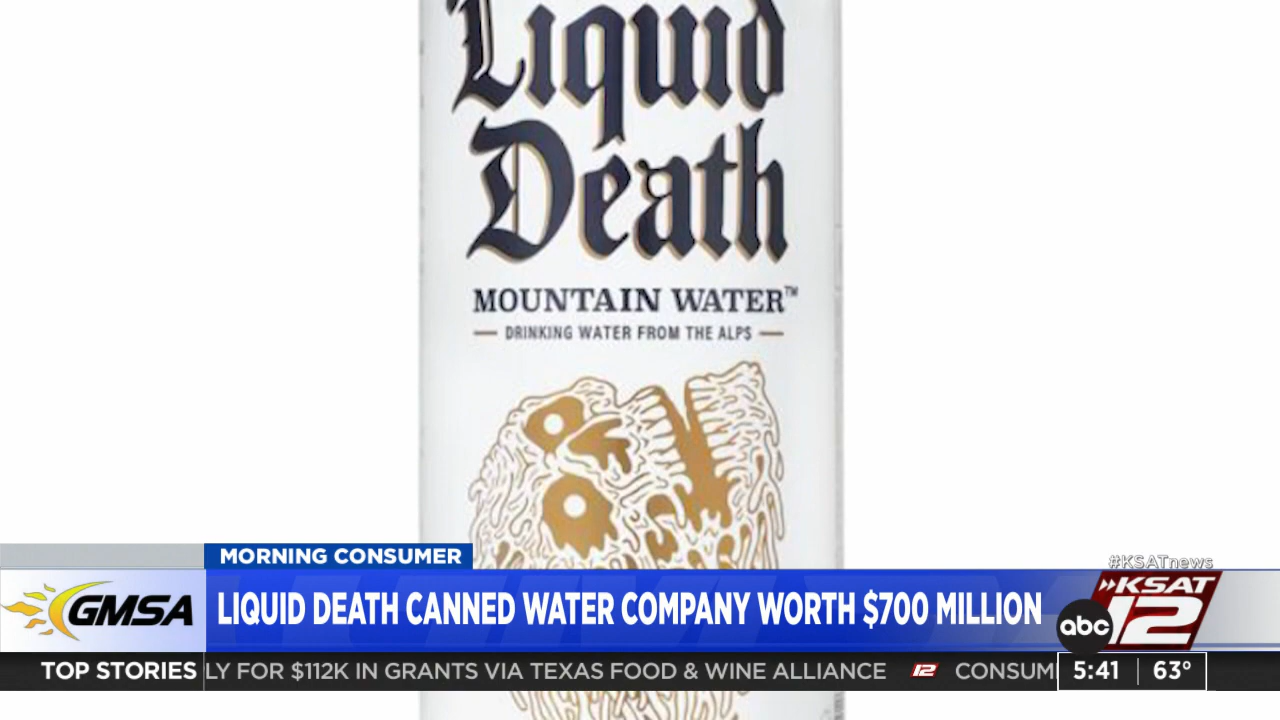 Liquid
Death
MOUNTAIN WATER™
DRINKING WATER FROM THE ALPS
MORNING CONSUMER
#KSATnews
GMSA
LIQUID DEATH CANNED WATER COMPANY WORTH $700 MILLION
abc
KSAT
12
TOP STORIES
LY FOR $112K IN GRANTS VIA TEXAS FOOD & WINE ALLIANCE 12 CONSUM
5:41 63°